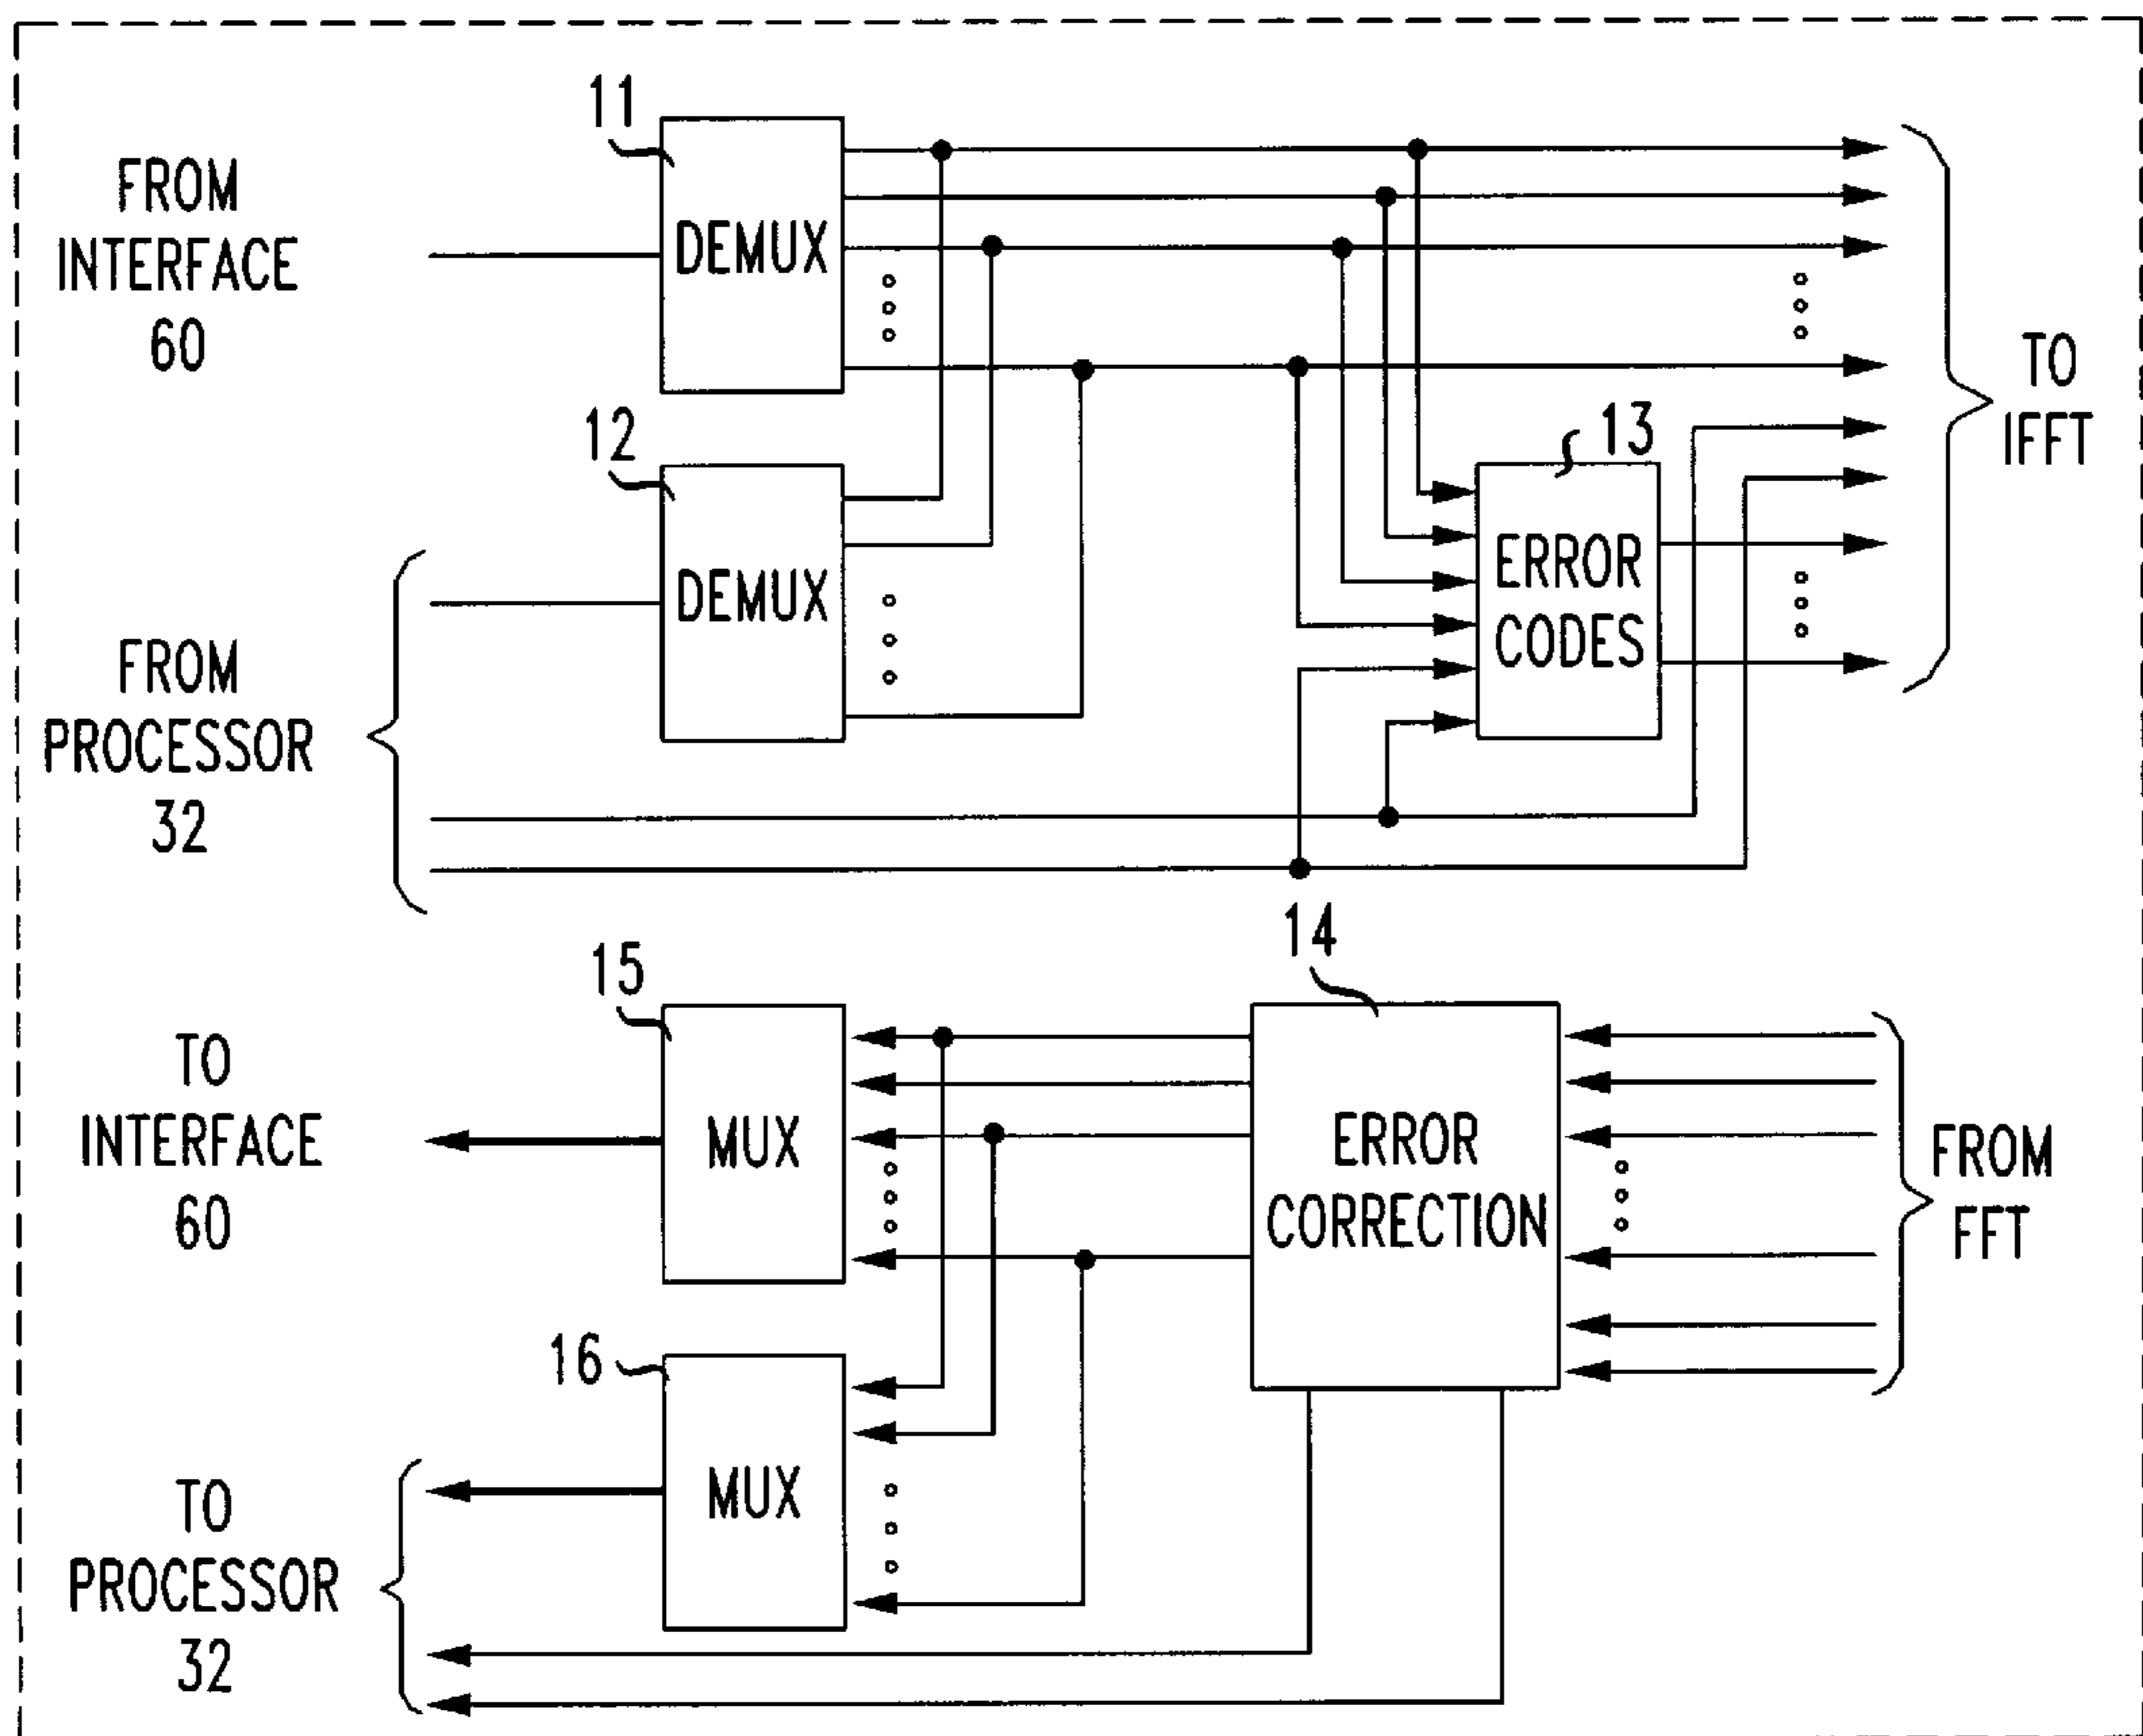 11
FROM
INTERFACE
60
DEMUX
TO
IFFT
12
13
DEMUX
ERROR
CODES
FROM
PROCESSOR
32
14
15
TO
INTERFACE
60
MUX
ERROR
CORRECTION
FROM
FFT
16
MUX
TO
PROCESSOR
32